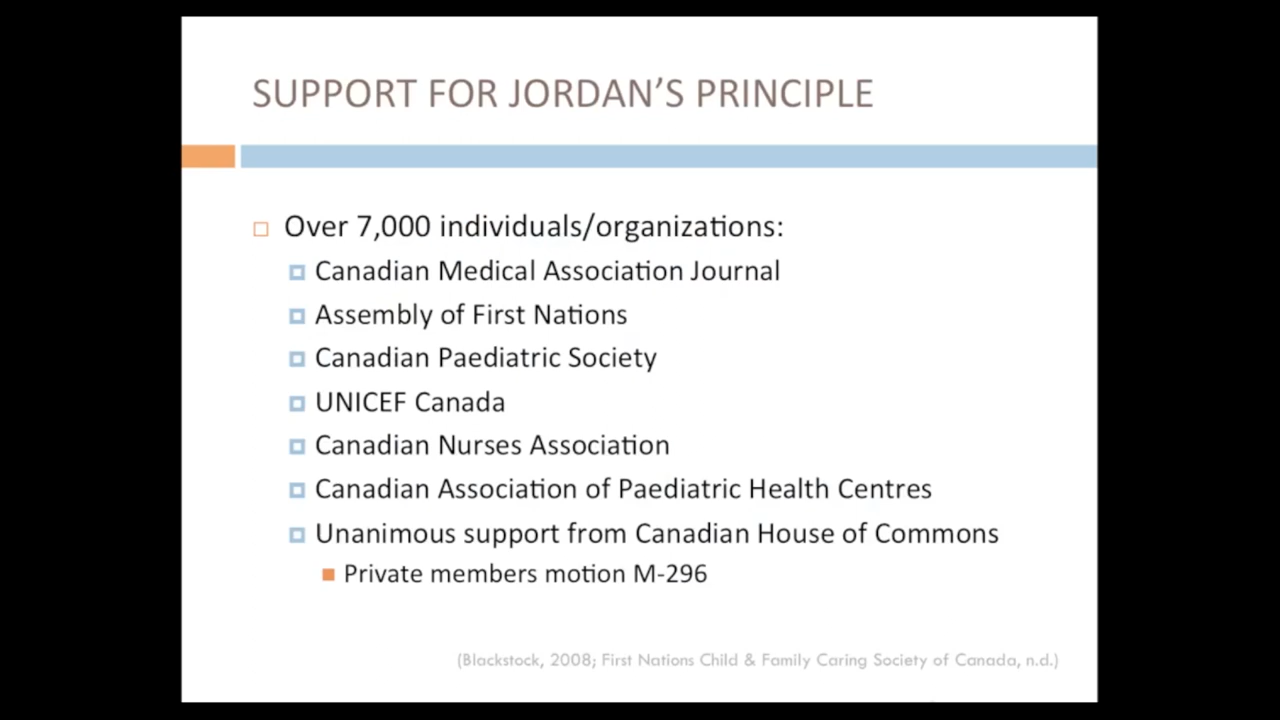 SUPPORT FOR JORDAN’S PRINCIPLE
Over 7,000 individuals/organizations:
Canadian Medical Association Journal
Assembly of First Nations
Canadian Paediatric Society
UNICEF Canada
Canadian Nurses Association
Canadian Association of Paediatric Health Centres
Unanimous support from Canadian House of Commons
Private members motion M-296
(Blackstock, 2008; First Nations Child & Family Caring Society of Canada, n.d.)